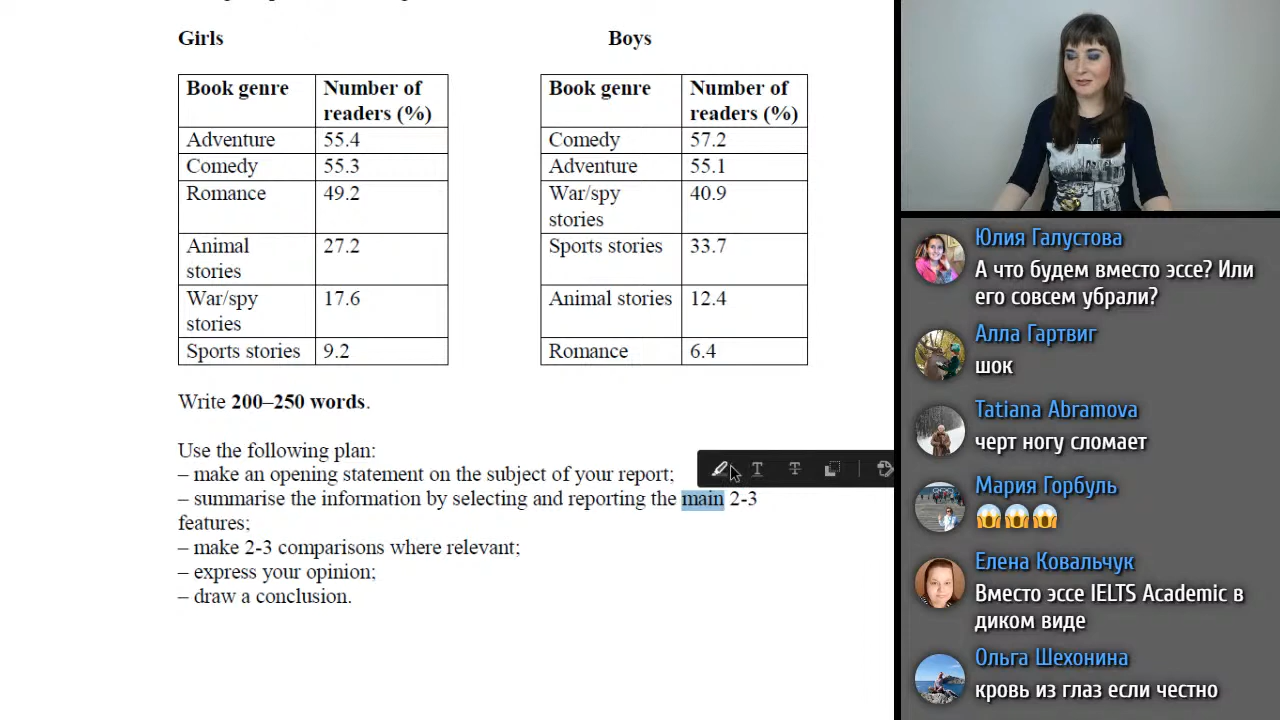 Girls
Boys
Book genre
Number of
readers (%)
Adventure
55.4
Comedy
55.3
Romance
49.2
Animal
stories
27.2
War/spy
stories
17.6
Sports stories
9.2
Book genre
Number of
readers (%)
Comedy
57.2
Adventure
55.1
War/spy
stories
40.9
Sports stories
33.7
Animal stories
12.4
Romance
6.4
Write 200–250 words.
Use the following plan:
– make an opening statement on the subject of your report;
– summarise the information by selecting and reporting the main 2-3
features;
– make 2-3 comparisons where relevant;
– express your opinion;
– draw a conclusion.
Юлия Галустова
А что будем вместо эссе? Или
его совсем убрали?
Алла Гартвиг
шок
Tatiana Abramova
черт ногу сломает
Мария Горбуль
😱😱😱
Елена Ковальчук
Вместо эссе IELTS Academic в
диком виде
Ольга Шехонина
кровь из глаз если честно